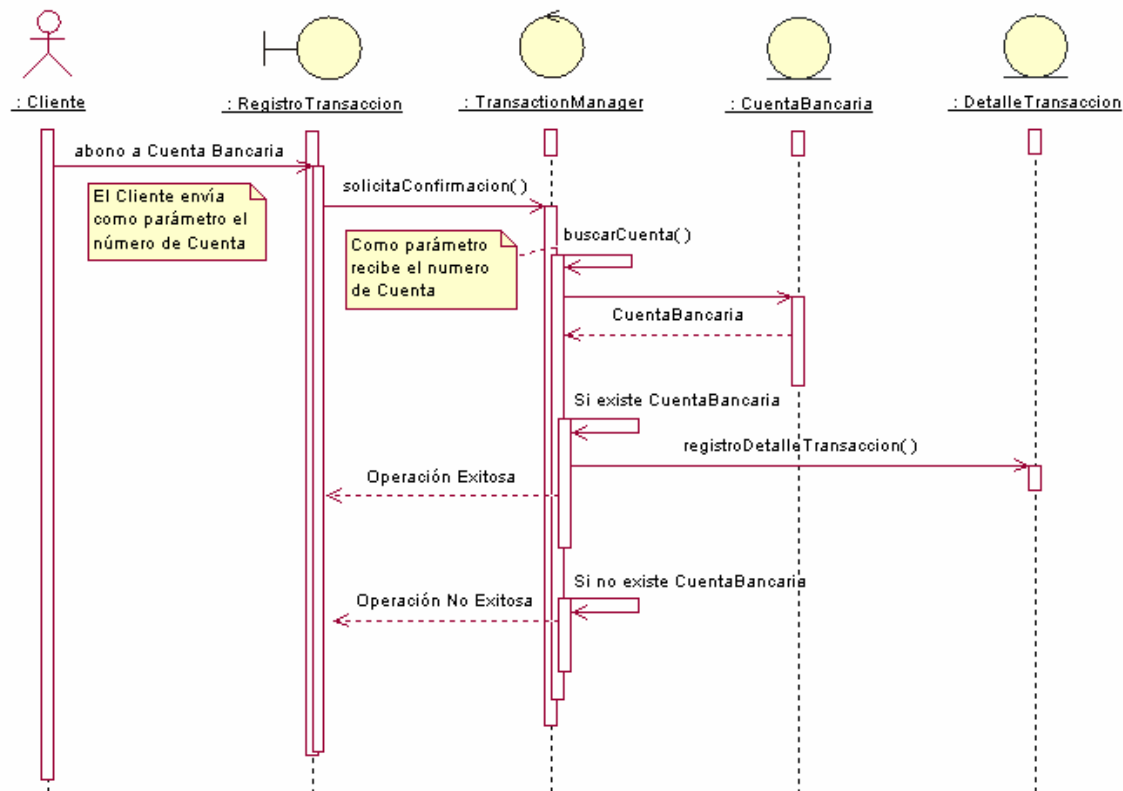 : Cliente
: RegistroTransaccion
: TransactionManager
: CuentaBancaria
: DetalleTransaccion
abono a Cuenta Bancaria
El Cliente envía
como parámetro el
número de Cuenta
solicitaConfirmacion()
Como parámetro
recibe el numero
de Cuenta
buscarCuenta()
CuentaBancaria
Si existe CuentaBancaria
registroDetalleTransaccion()
Operación Exitosa
Si no existe CuentaBancaria
Operación No Exitosa